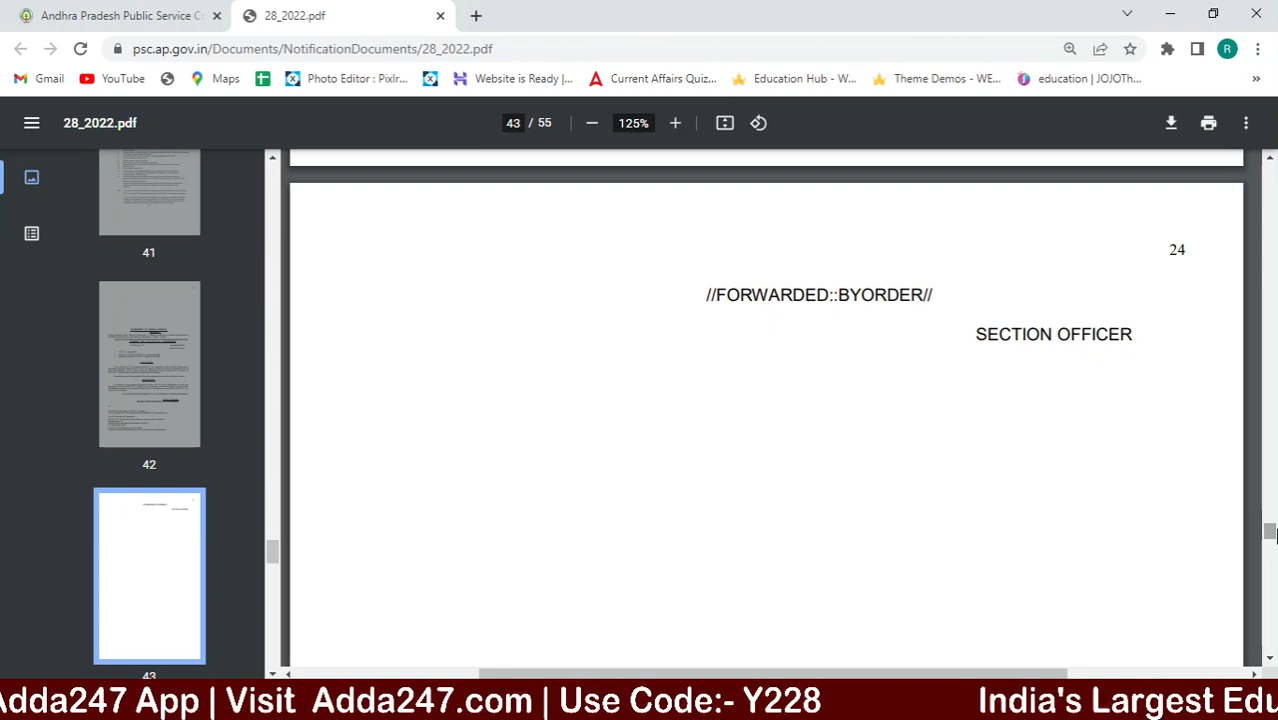 Andhra Pradesh Public Service Co
28_2022.pdf
psc.ap.gov.in/Documents/NotificationDocuments/28_2022.pdf
R
Gmail
YouTube
Maps
Photo Editor : Pixlr...
Website is Ready |...
Current Affairs Quiz...
Education Hub - W...
Theme Demos – WE...
education | JOJOTh...
»
28_2022.pdf
43 / 55
125%
41
42
43
24
//FORWARDED::BYORDER//
SECTION OFFICER
Adda247 App | Visit Adda247.com | Use Code:- Y228
India's Largest Edu